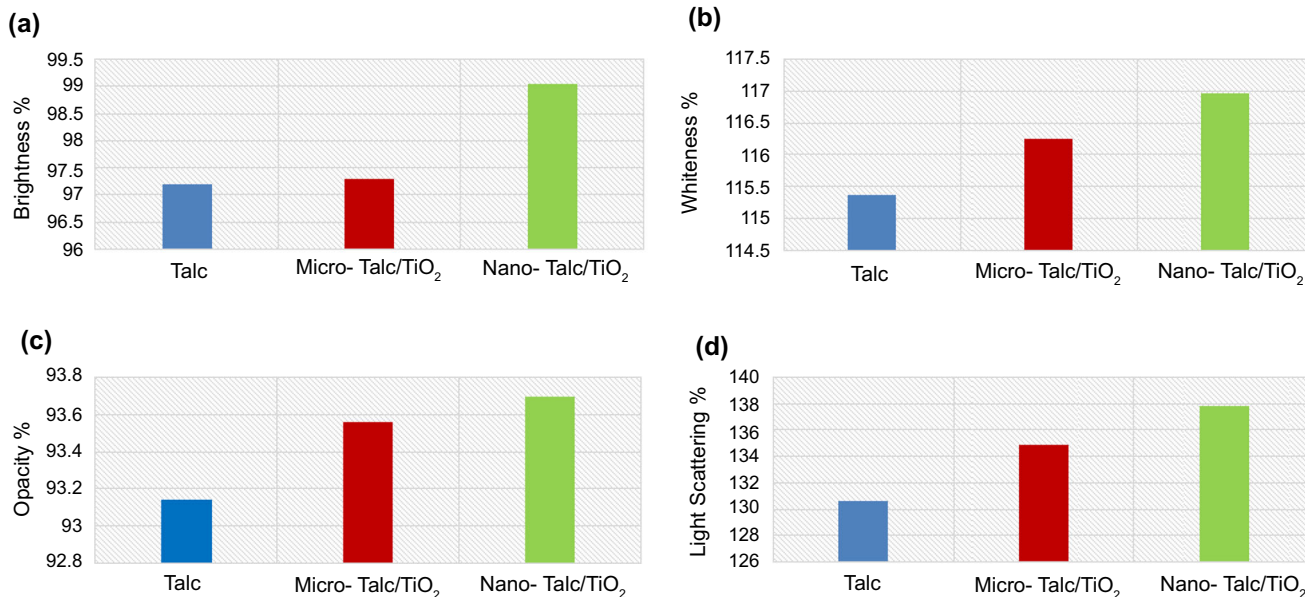 (a)
Brightness %
99.5
99
98.5
98
97.5
97
96.5
96
Talc
Micro- Talc/TiO₂
Nano- Talc/TiO₂
(b)
Whiteness %
117.5
117
116.5
116
115.5
115
114.5
Talc
Micro- Talc/TiO₂
Nano- Talc/TiO₂
(c)
Opacity %
93.8
93.6
93.4
93.2
93
92.8
Talc
Micro- Talc/TiO₂
Nano- Talc/TiO₂
(d)
Light Scattering %
140
138
136
134
132
130
128
126
Talc
Micro- Talc/TiO₂
Nano- Talc/TiO₂